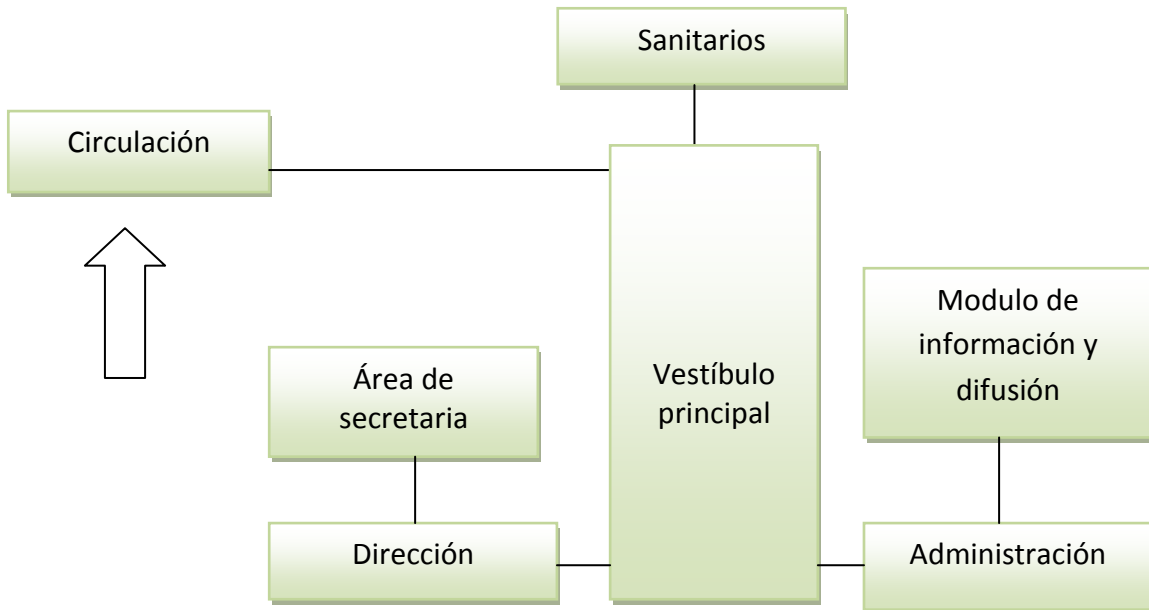 Sanitarios
Circulación
Modulo de
información y
difusión
Área de
secretaria
Vestíbulo
principal
Dirección
Administración